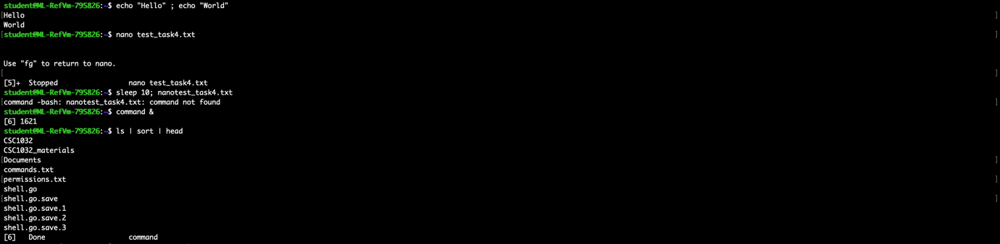 student@ML-RefVm-795826:~$ echo "Hello" ; echo "World"
[Hello ]
World
[student@ML-RefVm-795826:~$ nano test_task4.txt ]
Use "fg" to return to nano.
[ ]
[5]+  Stopped                 nano test_task4.txt
student@ML-RefVm-795826:~$ sleep 10; nanotest_task4.txt
[command -bash: nanotest_task4.txt: command not found ]
student@ML-RefVm-795826:~$ command &
[6] 1621
student@ML-RefVm-795826:~$ ls | sort | head
CSC1032
CSC1032_materials
[Documents ]
commands.txt
[permissions.txt ]
shell.go
[shell.go.save ]
shell.go.save.1
shell.go.save.2
shell.go.save.3
[6]   Done                    command